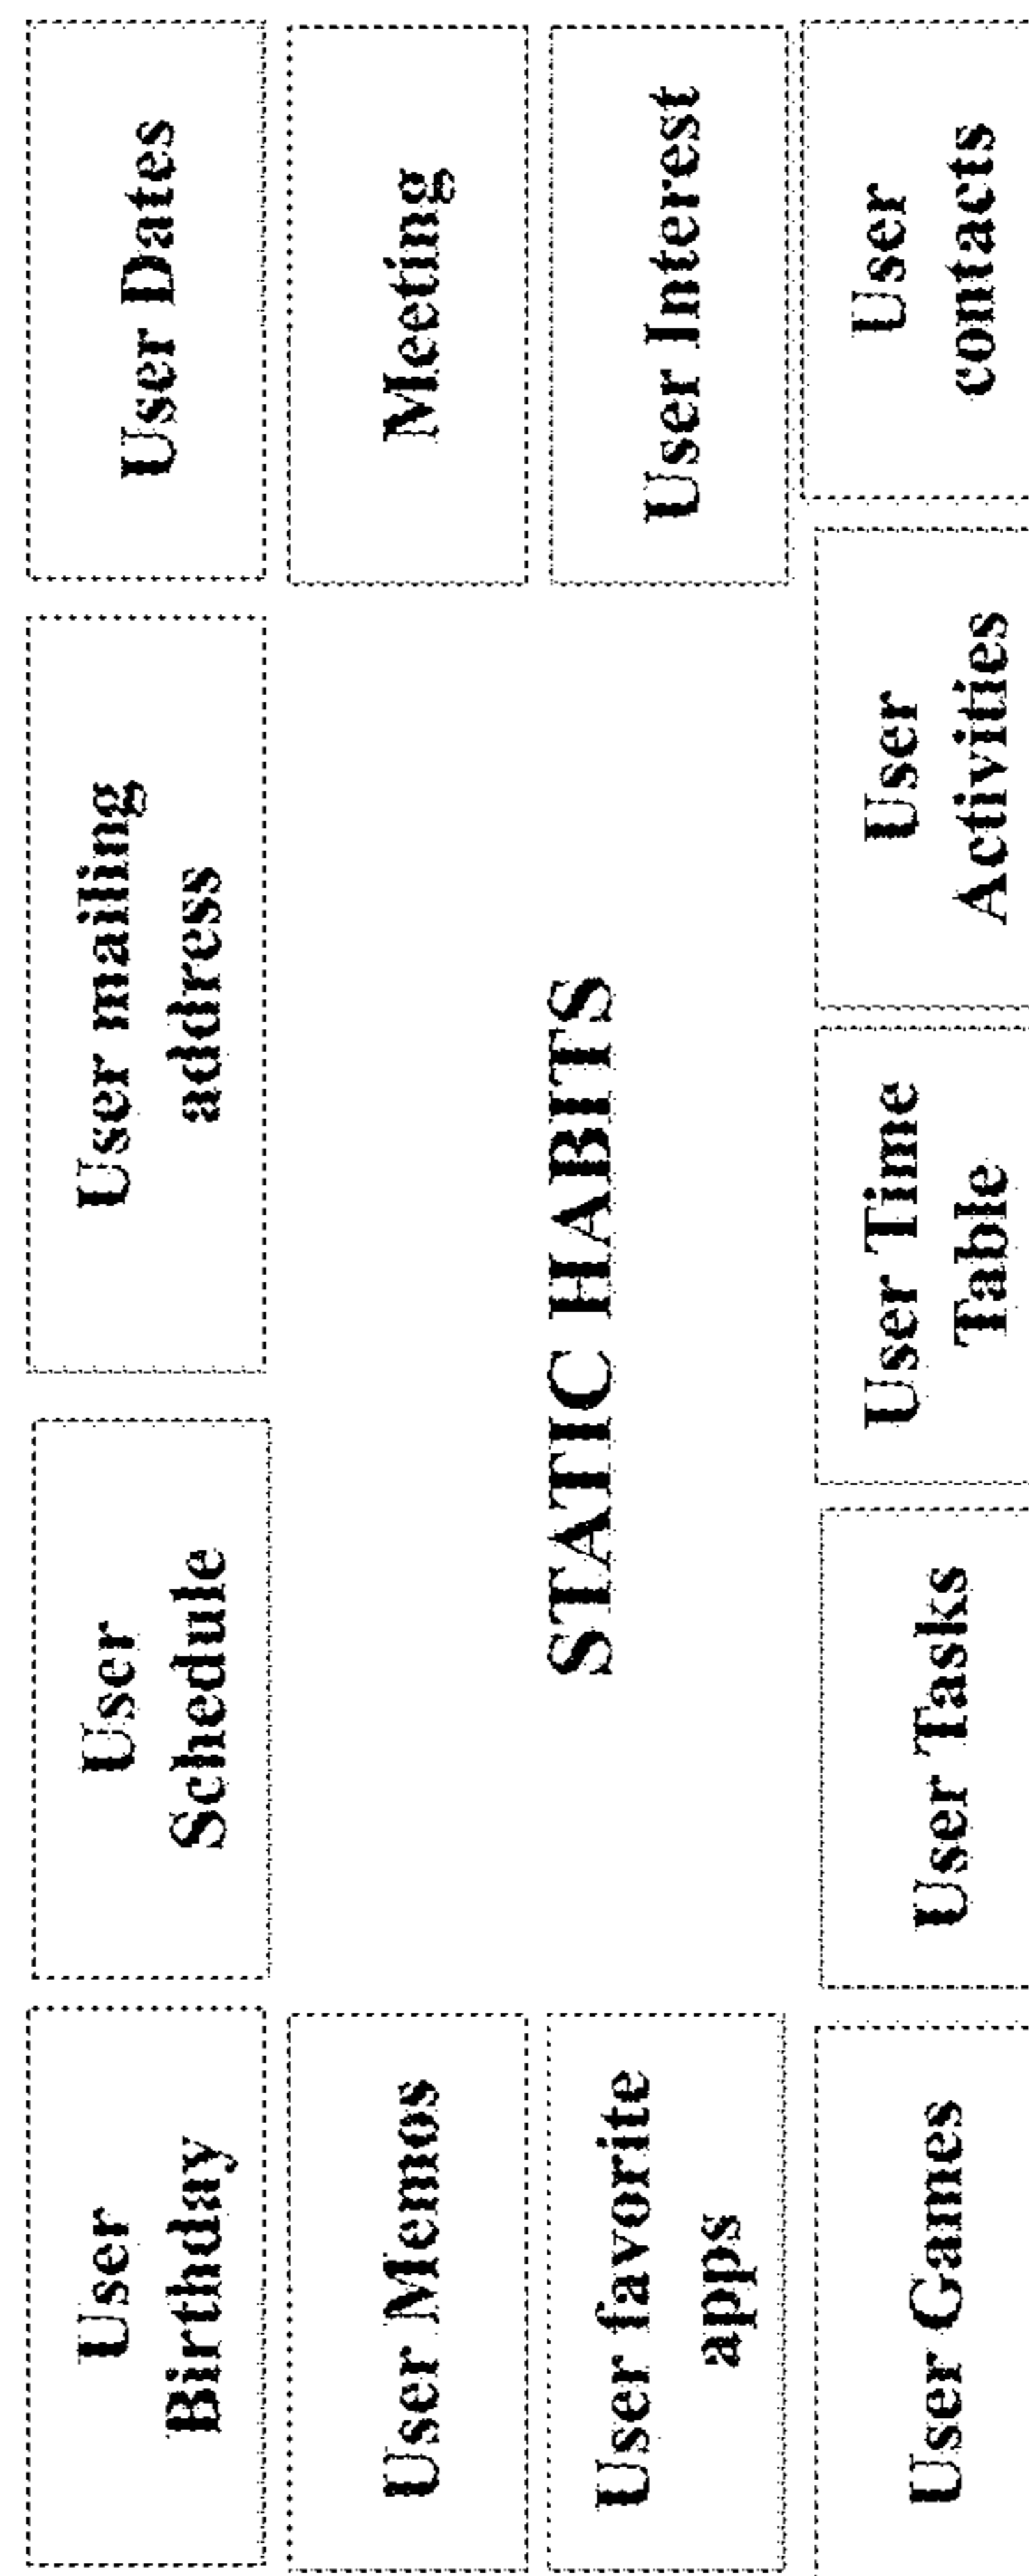 User
Birthday
User
Schedule
User mailing
address
User Dates
User Memos
Meeting
STATIC HABITS
User favorite
apps
User Interest
User Games
User Tasks
User Time
Table
User
Activities
User
contacts